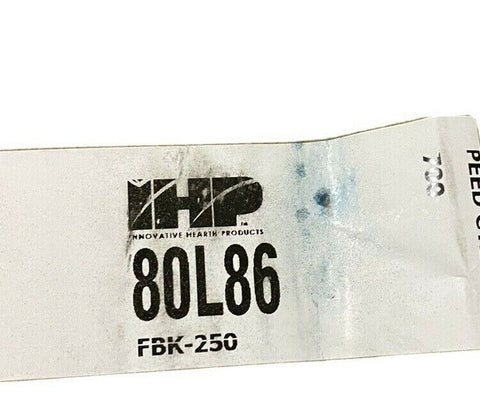 IHP
INNOVATIVE HEARTH PRODUCTS
80L86
FBK-250